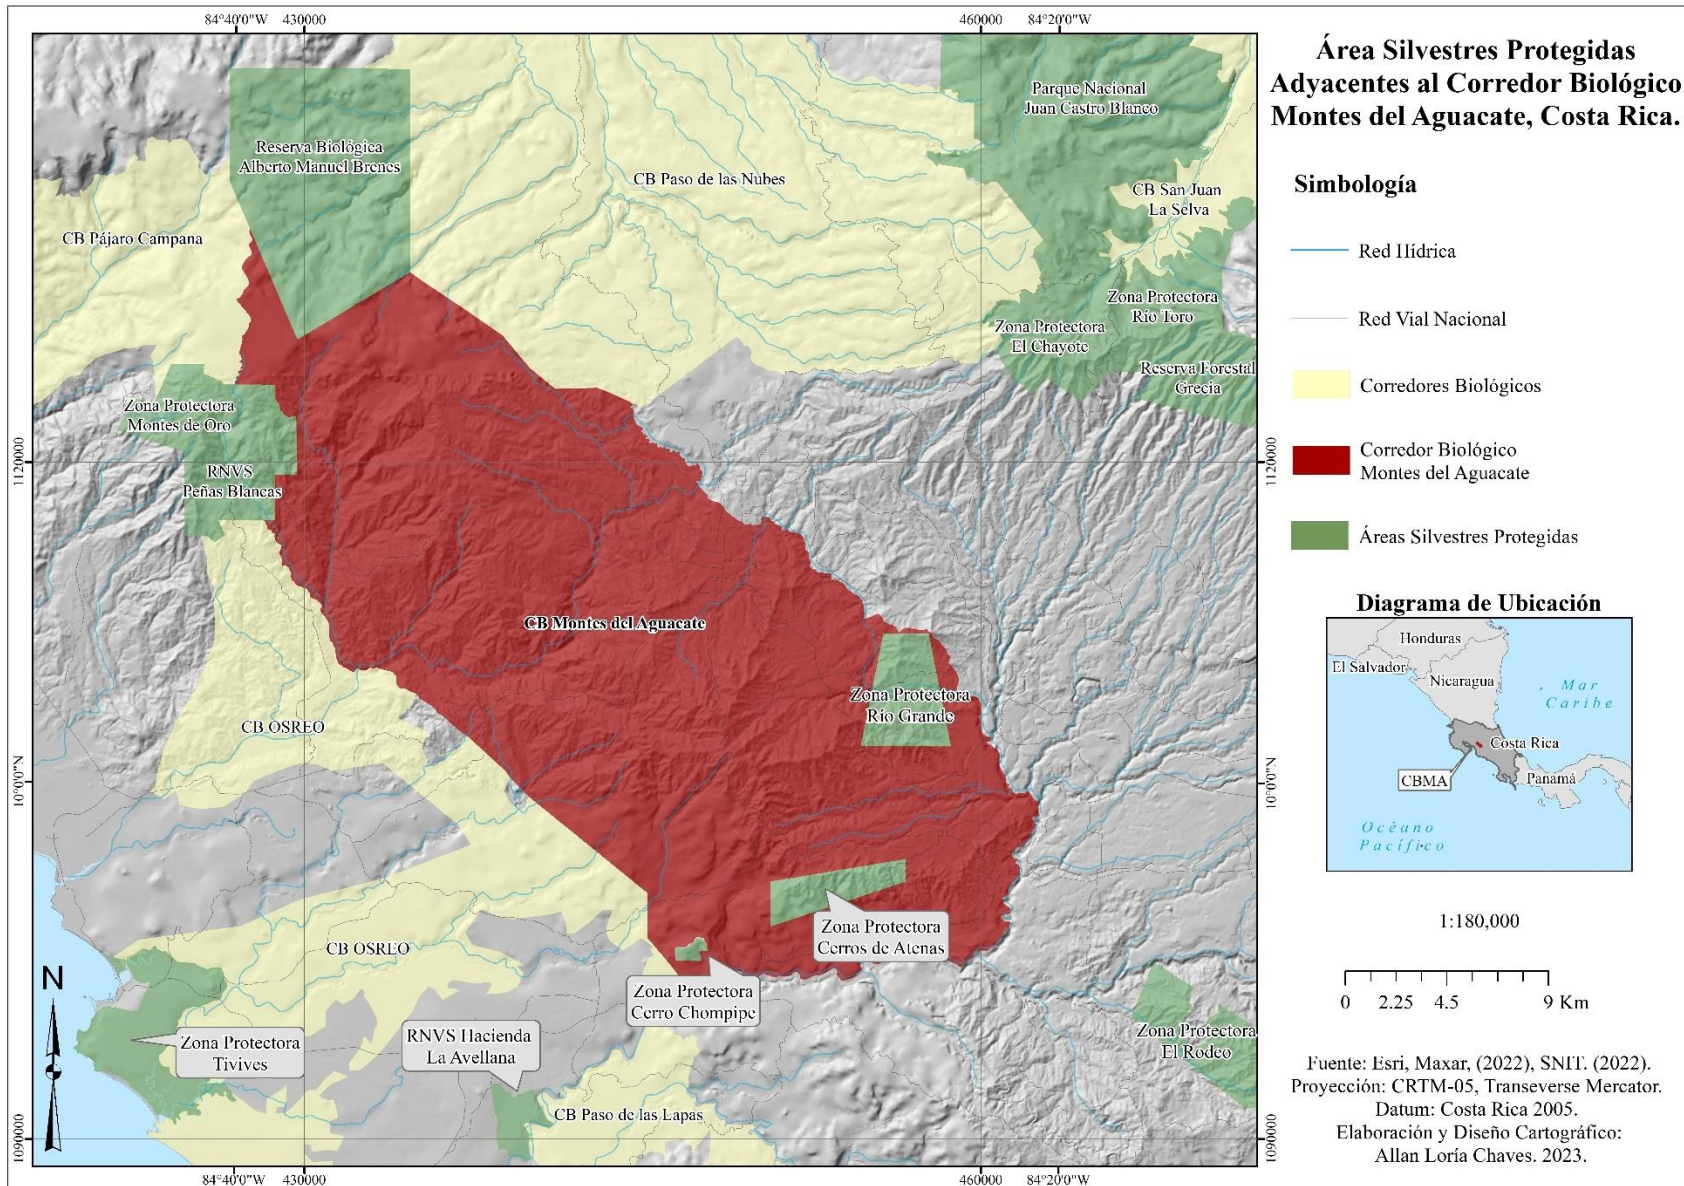 84°40'0"W
430000
460000
84°20'0"W
Área Silvestres Protegidas
Adyacentes al Corredor Biológico
Montes del Aguacate, Costa Rica.
Parque Nacional
Juan Castro Blanco
Reserva Biológica
Alberto Manuel Brenes
CB Paso de las Nubes
CB San Juan
La Selva
CB Pájaro Campana
Zona Protectora
Río Toro
Zona Protectora
El Chayote
Reserva Forestal
Grecia
Zona Protectora
Montes de Oro
RNVS
Peñas Blancas
1120000
1120000
CB Montes del Aguacate
Zona Protectora
Río Grande
CB OSREO
10°0'0"N
10°0'0"N
Zona Protectora
Cerros de Atenas
CB OSREO
Zona Protectora
Cerro Chompipe
RNVS Hacienda
La Avellana
Zona Protectora
Tivives
Zona Protectora
El Rodeo
CB Paso de las Lapas
N
1090000
1090000
84°40'0"W
430000
460000
84°20'0"W
Simbología
Red Hídrica
Red Vial Nacional
Corredores Biológicos
Corredor Biológico
Montes del Aguacate
Áreas Silvestres Protegidas
Diagrama de Ubicación
Honduras
El Salvador
Nicaragua
Mar
Caribe
Costa Rica
CBMA
Panamá
Océano
Pacífico
1:180,000
0 2.25 4.5 9 Km
Fuente: Esri, Maxar, (2022), SNIT. (2022).
Proyección: CRTM-05, Transeverse Mercator.
Datum: Costa Rica 2005.
Elaboración y Diseño Cartográfico:
Allan Loría Chaves. 2023.